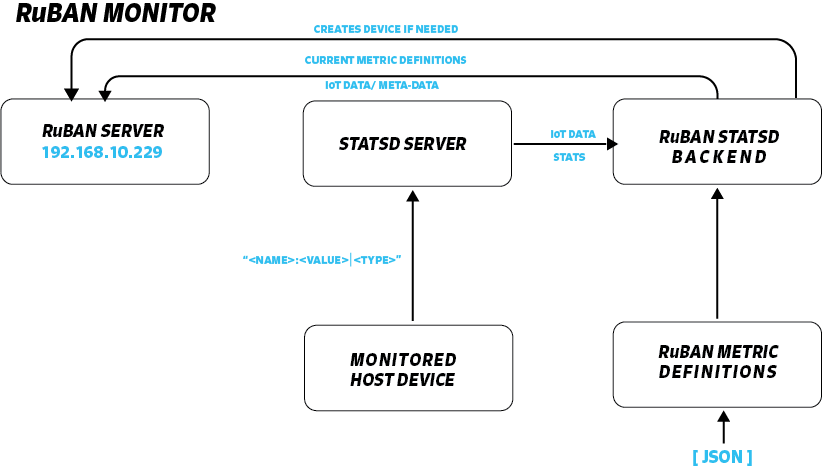 RuBAN MONITOR
CREATES DEVICE IF NEEDED
CURRENT METRIC DEFINITIONS
IoT DATA/ META-DATA
RuBAN SERVER
192.168.10.229
STATSD SERVER
IoT DATA
STATS
RuBAN STATSD
BACKEND
"<NAME>:<VALUE>|<TYPE>"
MONITORED
HOST DEVICE
RuBAN METRIC
DEFINITIONS
[ JSON ]